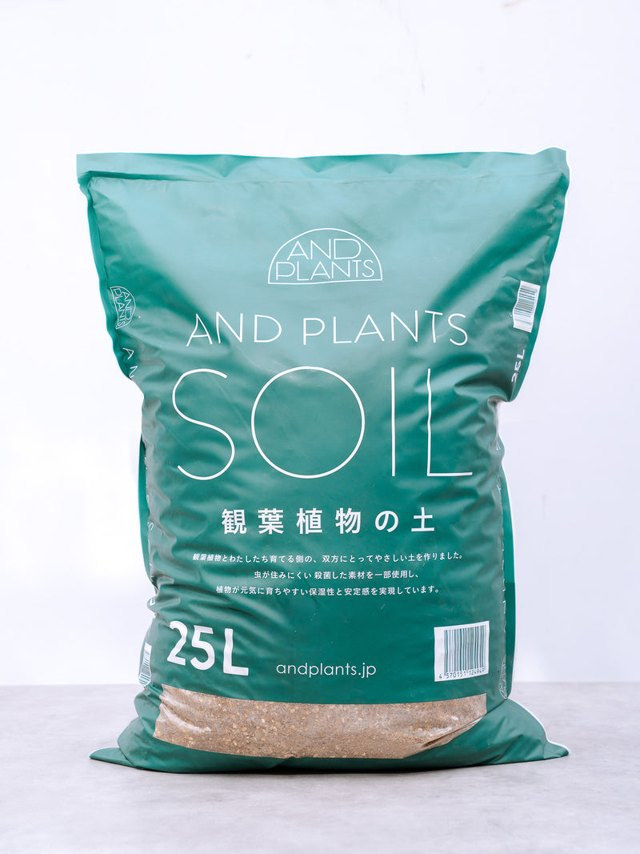 AND
PLANTS
AND PLANTS
SOIL
観葉植物の土
観葉植物とわたしたち育てる側の、双方にとってやさしい土を作りました。
虫が住みにくい殺菌した素材を一部使用し、
植物が元気に育ちやすい保湿性と安定感を実現しています。
25L
andplants.jp
AND
PLANTS
25L